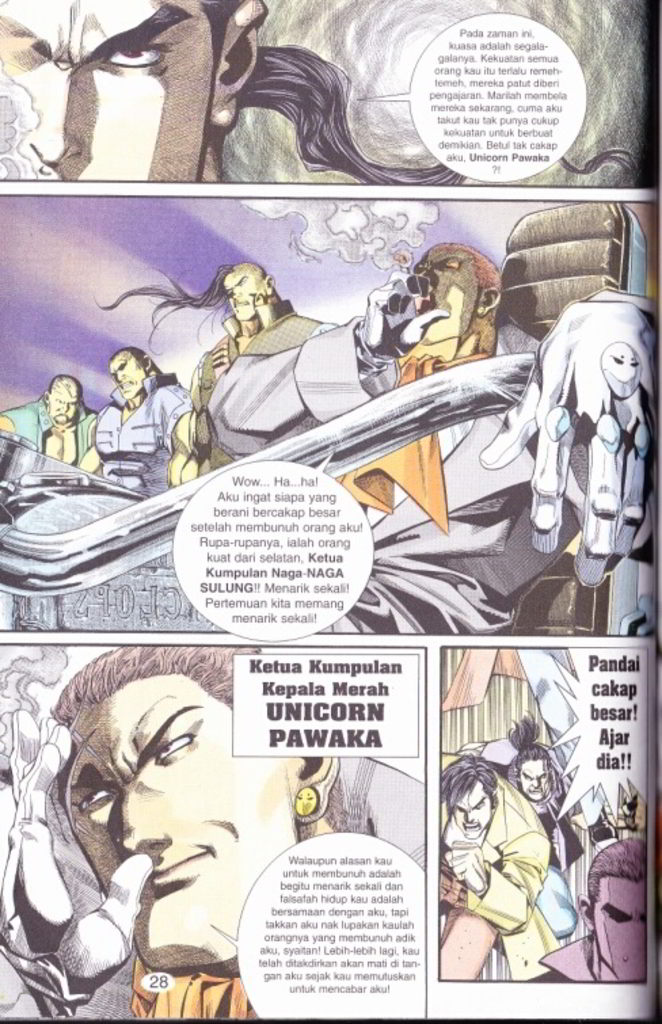 Pada zaman ini,
kuasa adalah segala-
galanya. Kekuatan semua
orang kau itu terlalu remeh-
temeh, mereka patut diberi
pengajaran. Marilah membela
mereka sekarang, cuma aku
takut kau tak punya cukup
kekuatan untuk berbuat
demikian. Betul tak cakap
aku, Unicorn Pawaka
?!
Wow... Ha...ha!
Aku ingat siapa yang
berani bercakap besar
setelah membunuh orang aku!
Rupa-rupanya, ialah orang
kuat dari selatan, Ketua
Kumpulan Naga-NAGA
SULUNG!! Menarik sekali!
Pertemuan kita memang
menarik sekali!
Ketua Kumpulan
Kepala Merah
UNICORN
PAWAKA
Pandai
cakap
besar!
Ajar
dia!!
Walaupun alasan kau
untuk membunuh adalah
begitu menarik sekali dan
falsafah hidup kau adalah
bersamaan dengan aku, tapi
takkan aku nak lupakan kaulah
orangnya yang membunuh adik
aku, syaitan! Lebih-lebih lagi, kau
telah ditakdirkan akan mati di tan-
gan aku sejak kau memutuskan
untuk mencabar aku!
28